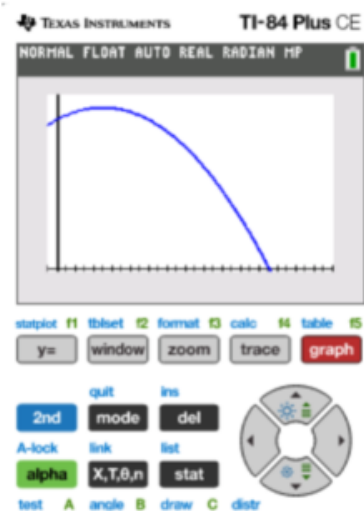 TEXAS INSTRUMENTS TI-84 Plus CE
NORMAL FLOAT AUTO REAL RADIAN MP
statplot f1 tblset f2 format f3 calc f4 table f5
y= window zoom trace graph
quit ins
2nd mode del
A-lock link list
alpha X,T,θ,n stat
test A angle B draw C distr